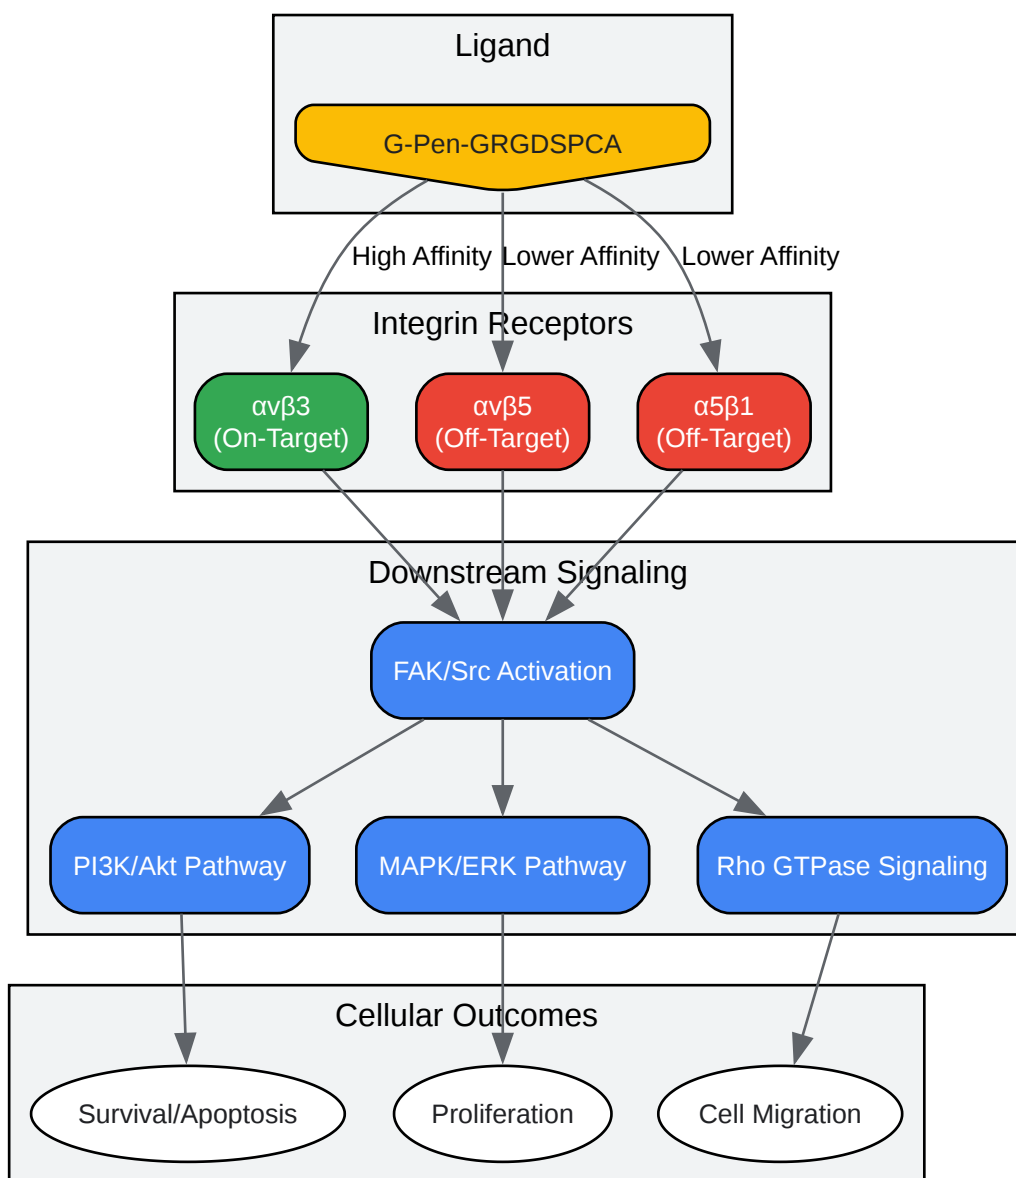 Ligand
G-Pen-GRGDSPCA
High Affinity
Lower Affinity
Lower Affinity
Integrin Receptors
αvβ3
(On-Target)
αvβ5
(Off-Target)
α5β1
(Off-Target)
Downstream Signaling
FAK/Src Activation
PI3K/Akt Pathway
MAPK/ERK Pathway
Rho GTPase Signaling
Cellular Outcomes
Survival/Apoptosis
Proliferation
Cell Migration